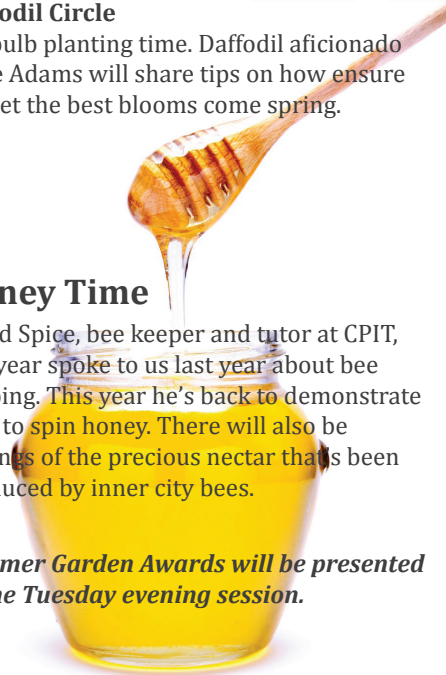 odil Circle
bulb planting time. Daffodil aficionado
e Adams will share tips on how ensure
et the best blooms come spring.
ney Time
d Spice, bee keeper and tutor at CPIT,
year spoke to us last year about bee
ping. This year he's back to demonstrate
to spin honey. There will also be
ngs of the precious nectar that's been
uced by inner city bees.
mer Garden Awards will be presented
he Tuesday evening session.